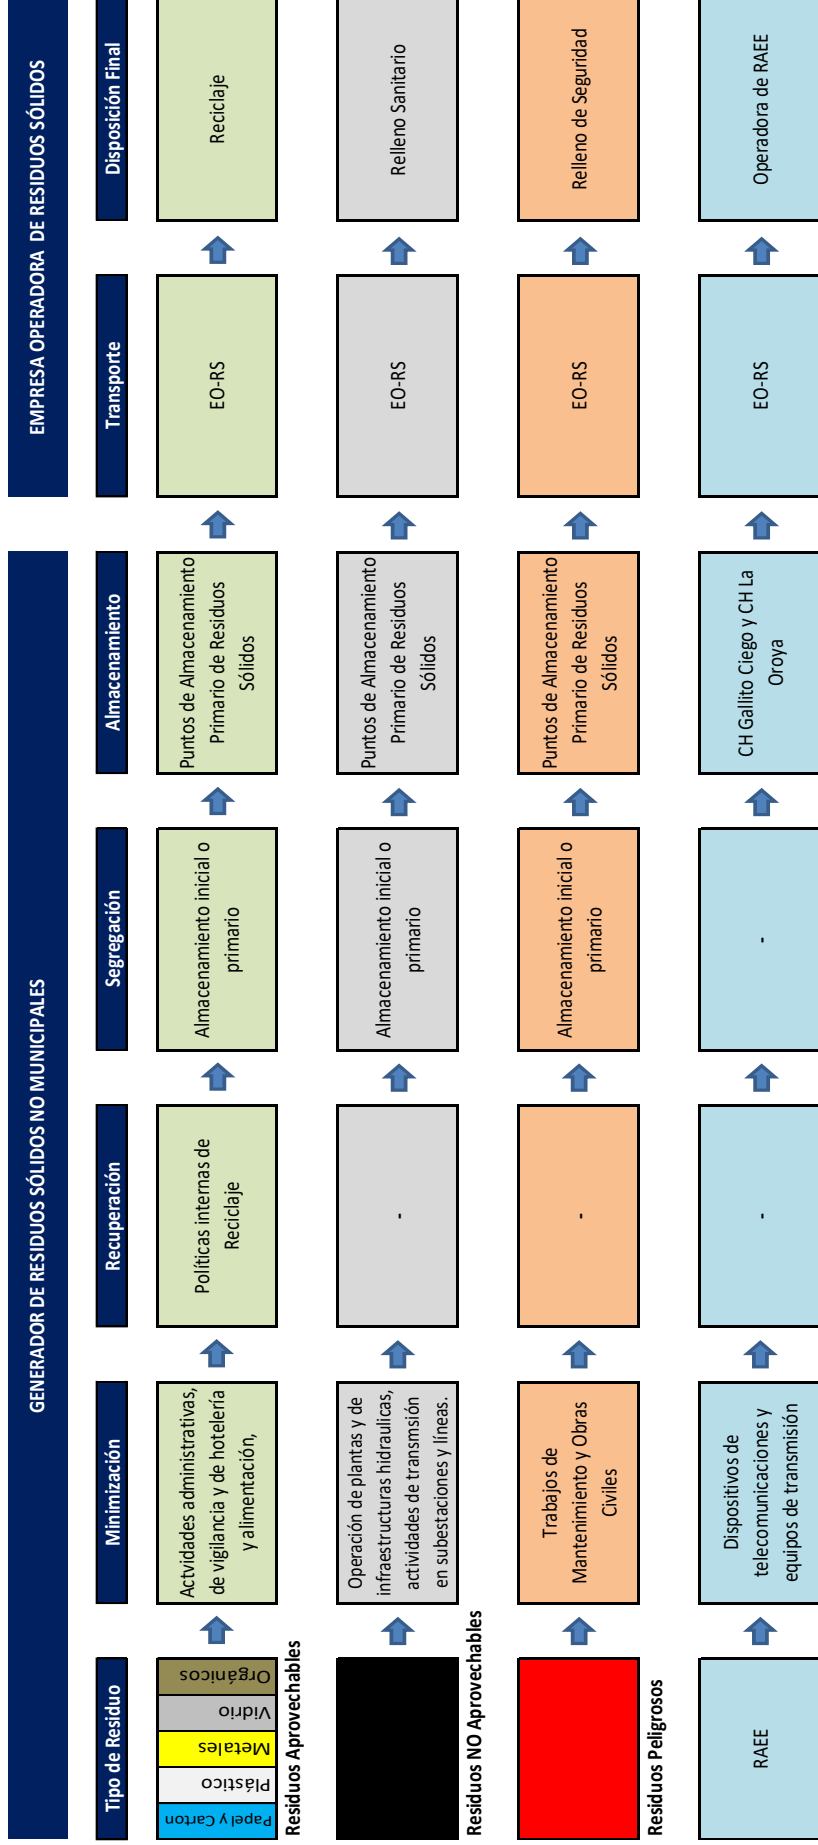 GENERADOR DE RESIDUOS SÓLIDOS NO MUNICIPALES
EMPRESA OPERADORA DE RESIDUOS SÓLIDOS
Tipo de Residuo
Minimización
Recuperación
Segregación
Almacenamiento
Transporte
Disposición Final
Papel y Carton
Plástico
Metales
Vidrio
Orgánicos
Residuos Aprovechables
Actvidades administrativas,
de vigilancia y de hotelería
y alimentación,
Políticas internas de
Reciclaje
Almacenamiento inicial o
primario
Puntos de Almacenamiento
Primario de Residuos
Sólidos
EO-RS
Reciclaje
Residuos NO Aprovechables
Operación de plantas y de
infraestructuras hidraulicas,
actividades de transmsión
en subestaciones y líneas.
-
Almacenamiento inicial o
primario
Puntos de Almacenamiento
Primario de Residuos
Sólidos
EO-RS
Relleno Sanitario
Residuos Peligrosos
Trabajos de
Mantenimiento y Obras
Civiles
-
Almacenamiento inicial o
primario
Puntos de Almacenamiento
Primario de Residuos
Sólidos
EO-RS
Relleno de Seguridad
RAEE
Dispositivos de
telecomunicaciones y
equipos de transmisión
-
-
CH Gallito Ciego y CH La
Oroya
EO-RS
Operadora de RAEE